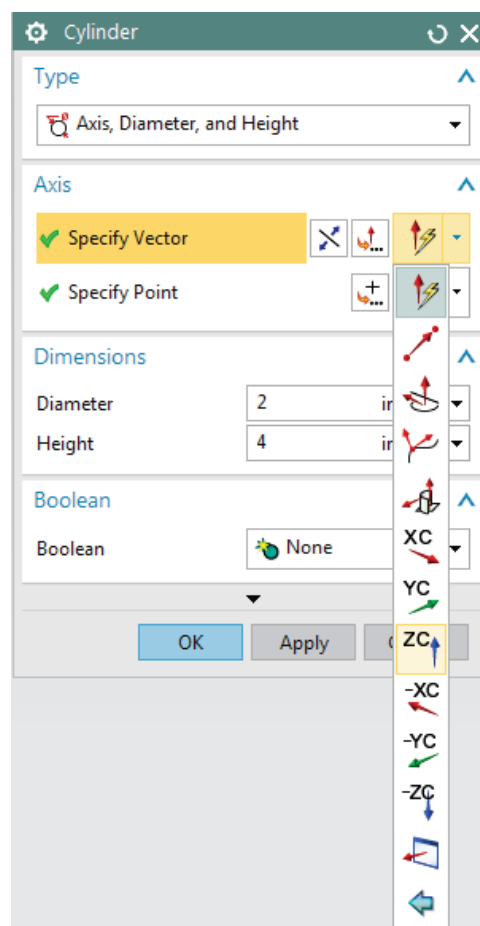 Cylinder
Type
Axis, Diameter, and Height
Axis
Specify Vector
Specify Point
Dimensions
Diameter 2
Height 4
Boolean
Boolean None
XC
YC
OK Apply ZC
-XC
-YC
-ZC